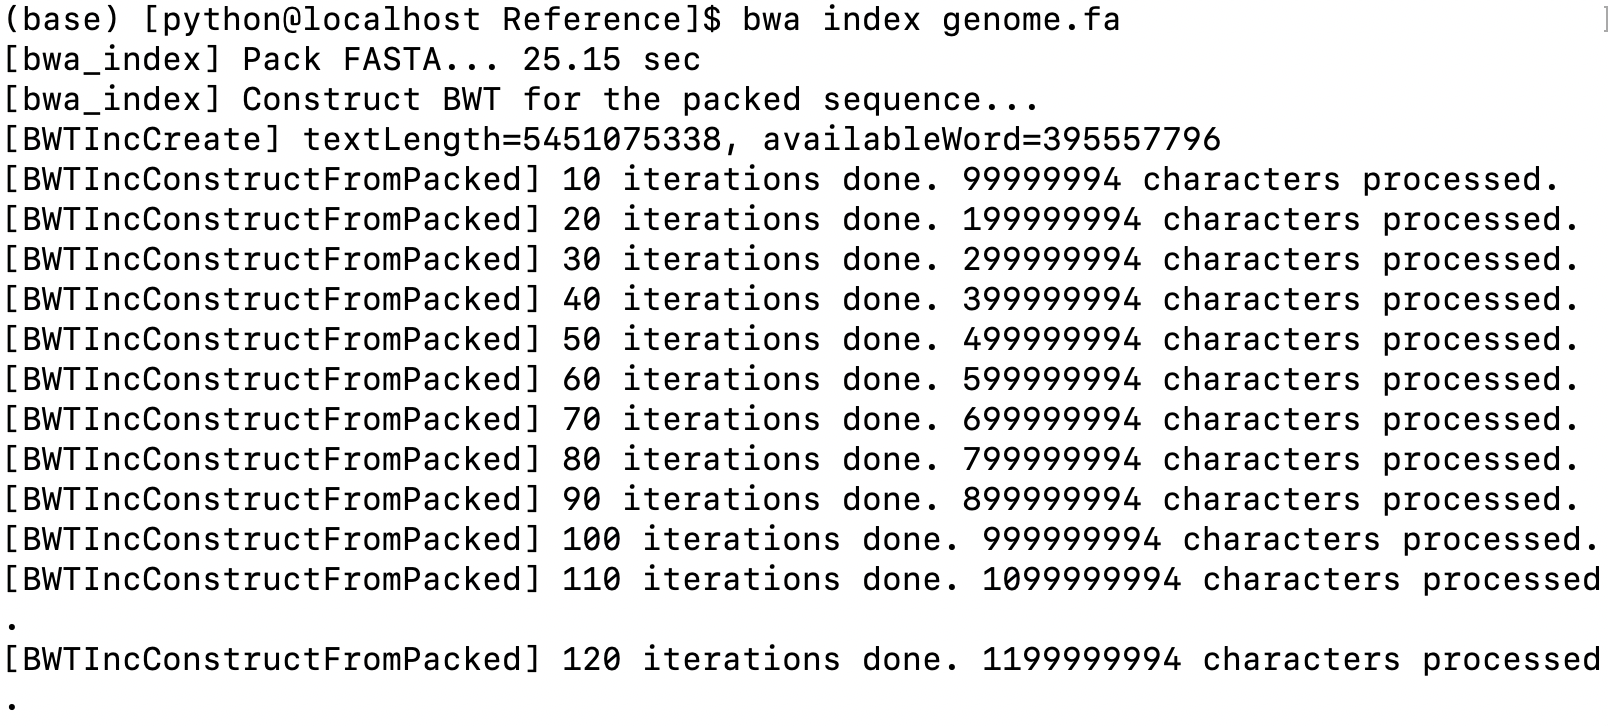 (base) [python@localhost Reference]$ bwa index genome.fa ]
[bwa_index] Pack FASTA... 25.15 sec
[bwa_index] Construct BWT for the packed sequence...
[BWTIncCreate] textLength=5451075338, availableWord=395557796
[BWTIncConstructFromPacked] 10 iterations done. 99999994 characters processed.
[BWTIncConstructFromPacked] 20 iterations done. 199999994 characters processed.
[BWTIncConstructFromPacked] 30 iterations done. 299999994 characters processed.
[BWTIncConstructFromPacked] 40 iterations done. 399999994 characters processed.
[BWTIncConstructFromPacked] 50 iterations done. 499999994 characters processed.
[BWTIncConstructFromPacked] 60 iterations done. 599999994 characters processed.
[BWTIncConstructFromPacked] 70 iterations done. 699999994 characters processed.
[BWTIncConstructFromPacked] 80 iterations done. 799999994 characters processed.
[BWTIncConstructFromPacked] 90 iterations done. 899999994 characters processed.
[BWTIncConstructFromPacked] 100 iterations done. 999999994 characters processed.
[BWTIncConstructFromPacked] 110 iterations done. 1099999994 characters processed
.
[BWTIncConstructFromPacked] 120 iterations done. 1199999994 characters processed
.